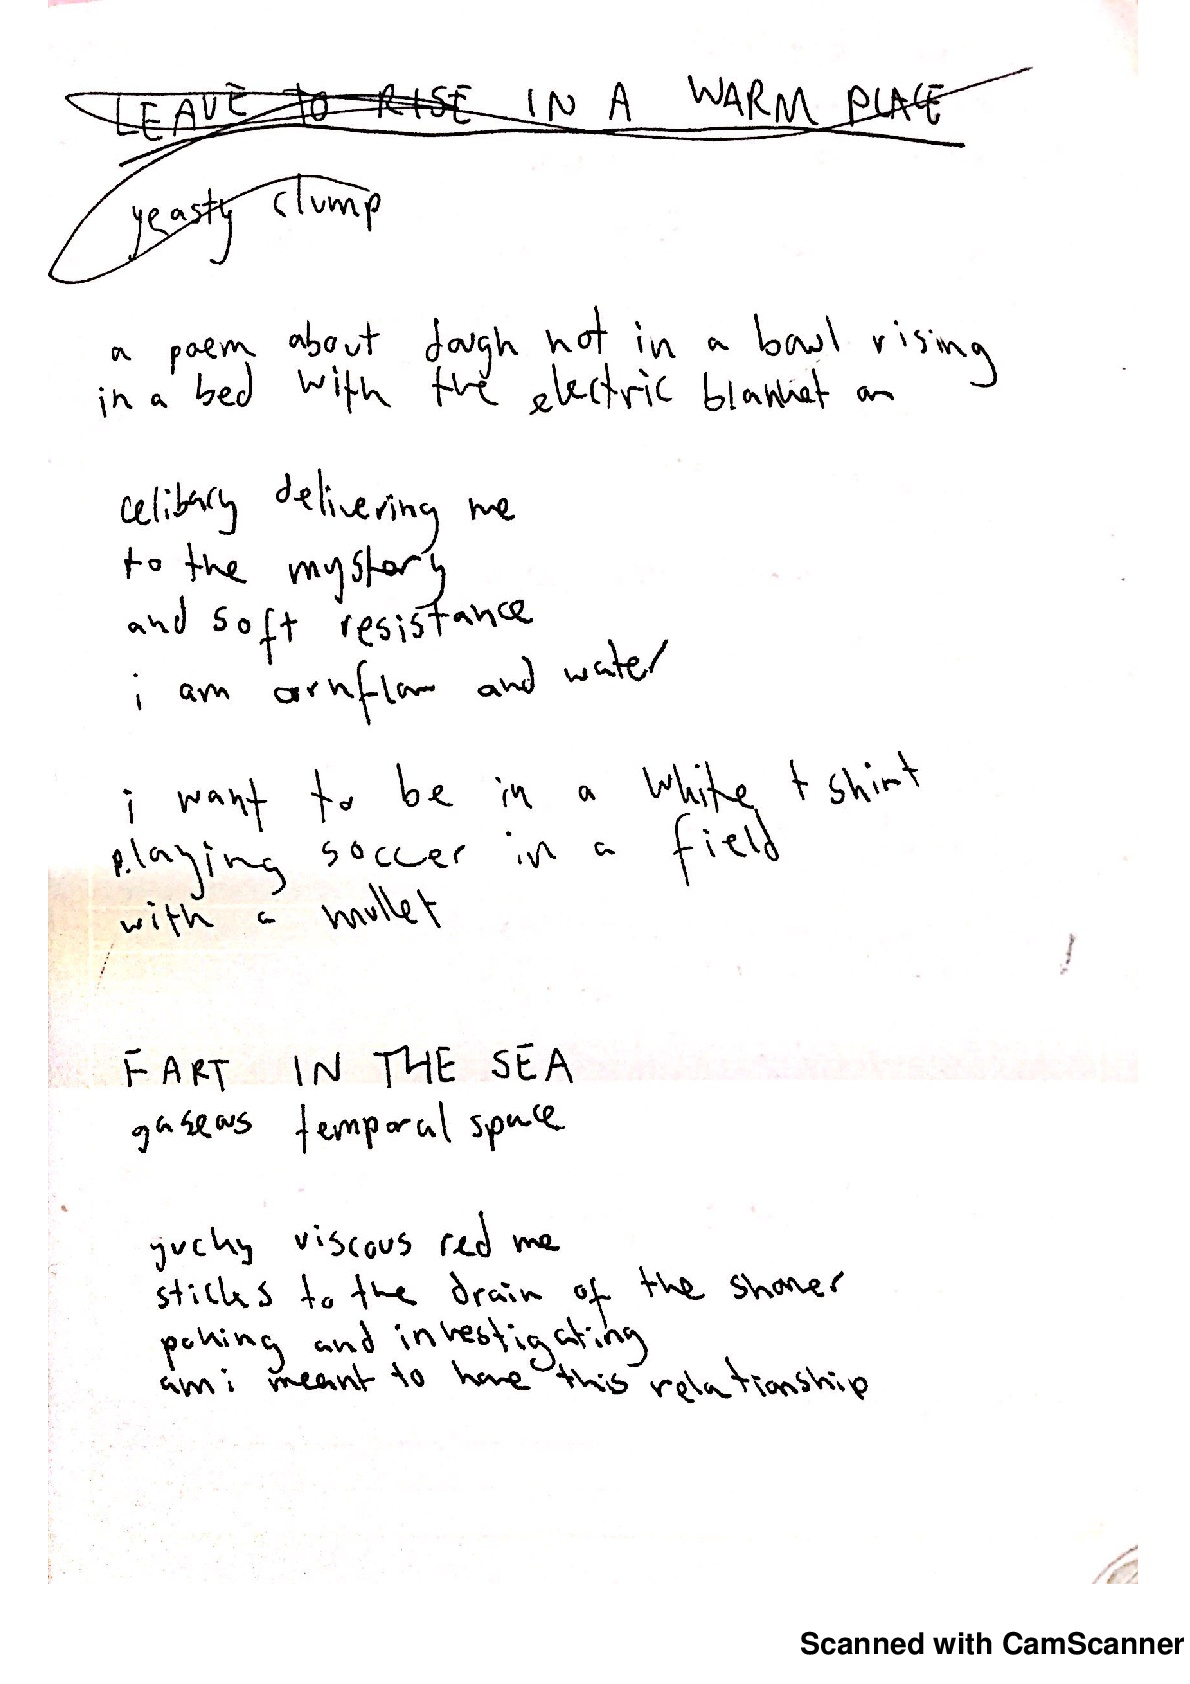 LEAVE TO RISE IN A WARM PLACE
yeasty clump
a poem about dough not in a bowl rising
in a bed with the electric blanket on
celibacy delivering me
to the mystery
and soft resistance
i am cornflour and water
i want to be in a white t shirt
playing soccer in a field
with a mullet
FART IN THE SEA
gaseous temporal space
yucky viscous red me
sticks to the drain of the shower
poking and investigating
am i meant to have this relationship
Scanned with CamScanner